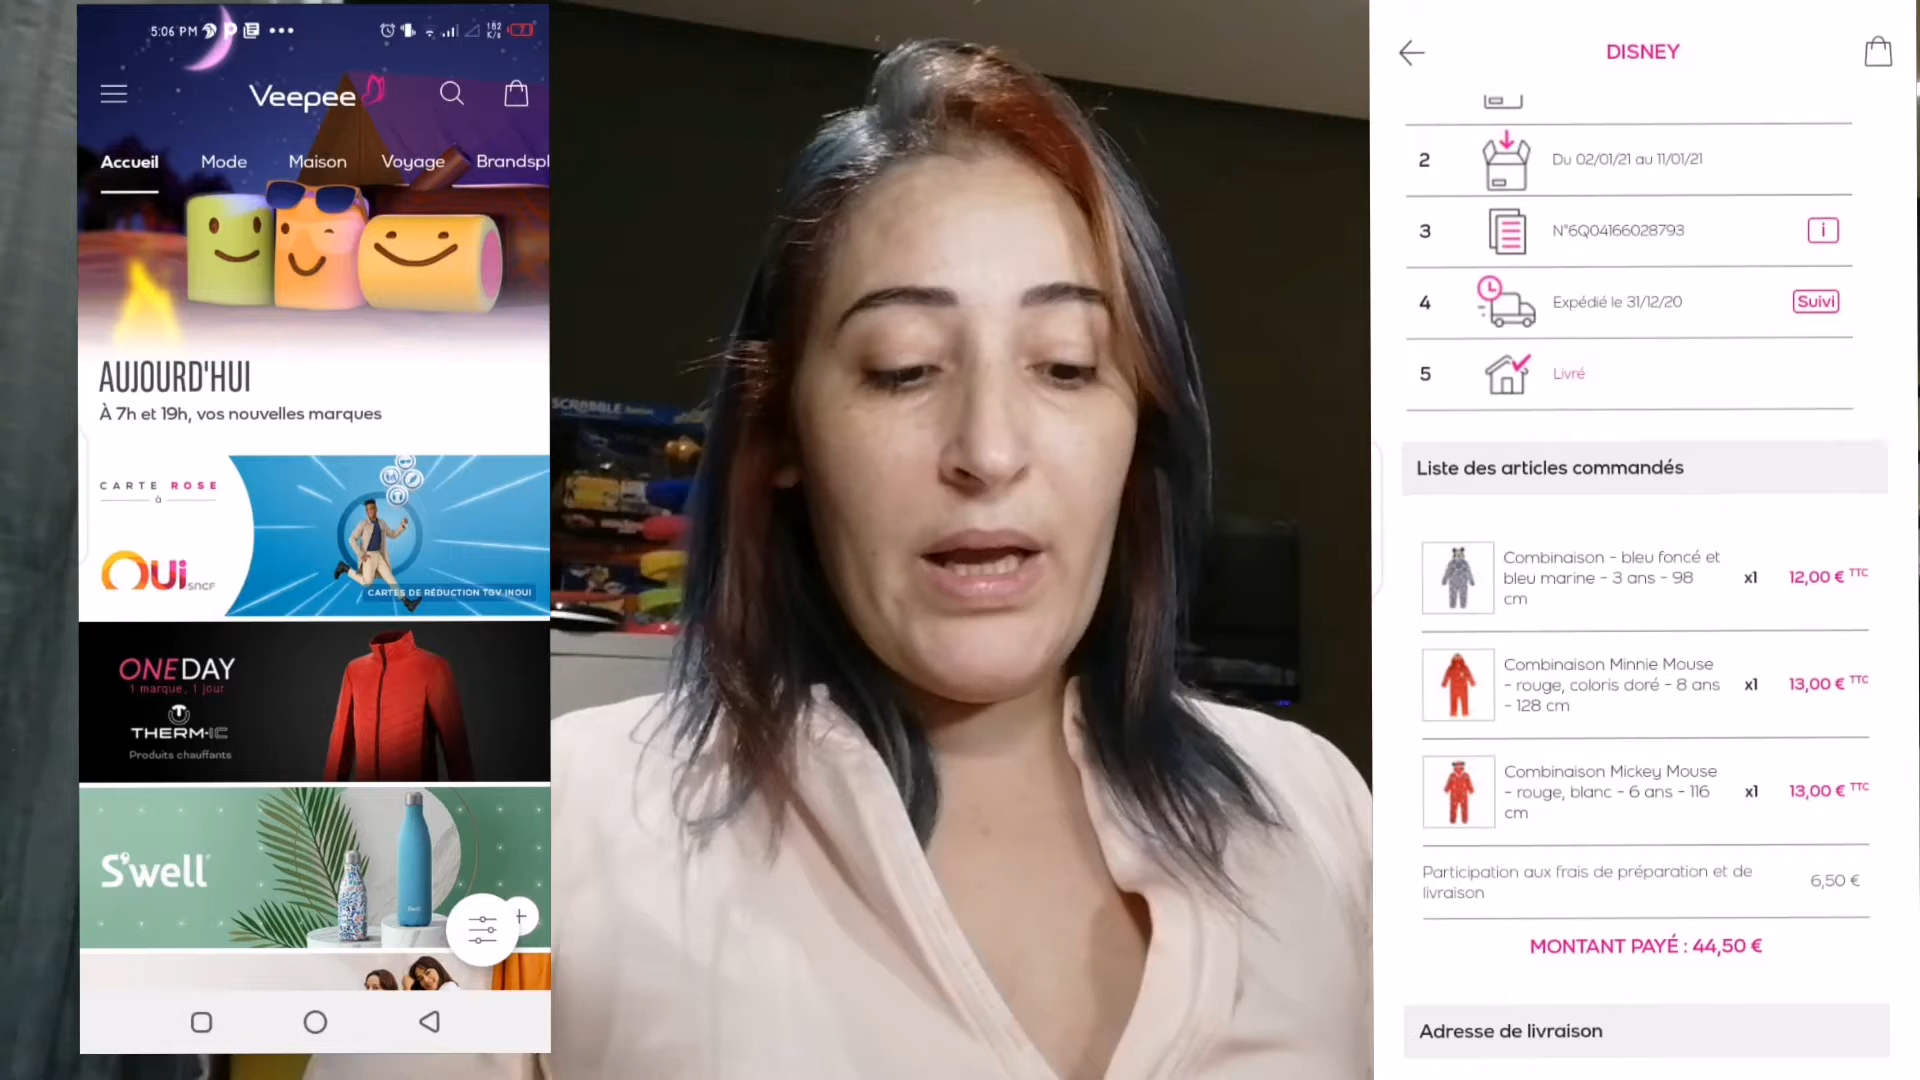 5:06 PM
182 K/s
7
Veepee
Accueil Mode Maison Voyage Brandspl
AUJOURD'HUI
À 7h et 19h, vos nouvelles marques
CARTE ROSE
à
OUi SNCF
CARTES DE RÉDUCTION TGV INOUI
ONEDAY
1 marque, 1 jour
THERM-IC
Produits chauffants
S'well
SCRABBLE
DISNEY
2 Du 02/01/21 au 11/01/21
3 N°6Q04166028793 i
4 Expédié le 31/12/20 Suivi
5 Livré
Liste des articles commandés
Combinaison - bleu foncé et
bleu marine - 3 ans - 98
cm
x1 12,00 € TTC
Combinaison Minnie Mouse
- rouge, coloris doré - 8 ans
- 128 cm
x1 13,00 € TTC
Combinaison Mickey Mouse
- rouge, blanc - 6 ans - 116
cm
x1 13,00 € TTC
Participation aux frais de préparation et de
livraison
6,50 €
MONTANT PAYÉ : 44,50 €
Adresse de livraison